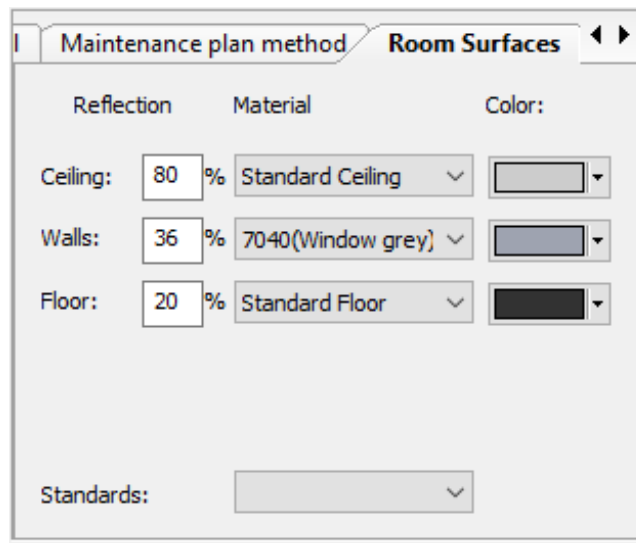 Maintenance plan method Room Surfaces
Reflection Material Color:
Ceiling: 80 % Standard Ceiling
Walls: 36 % 7040(Window grey)
Floor: 20 % Standard Floor
Standards: